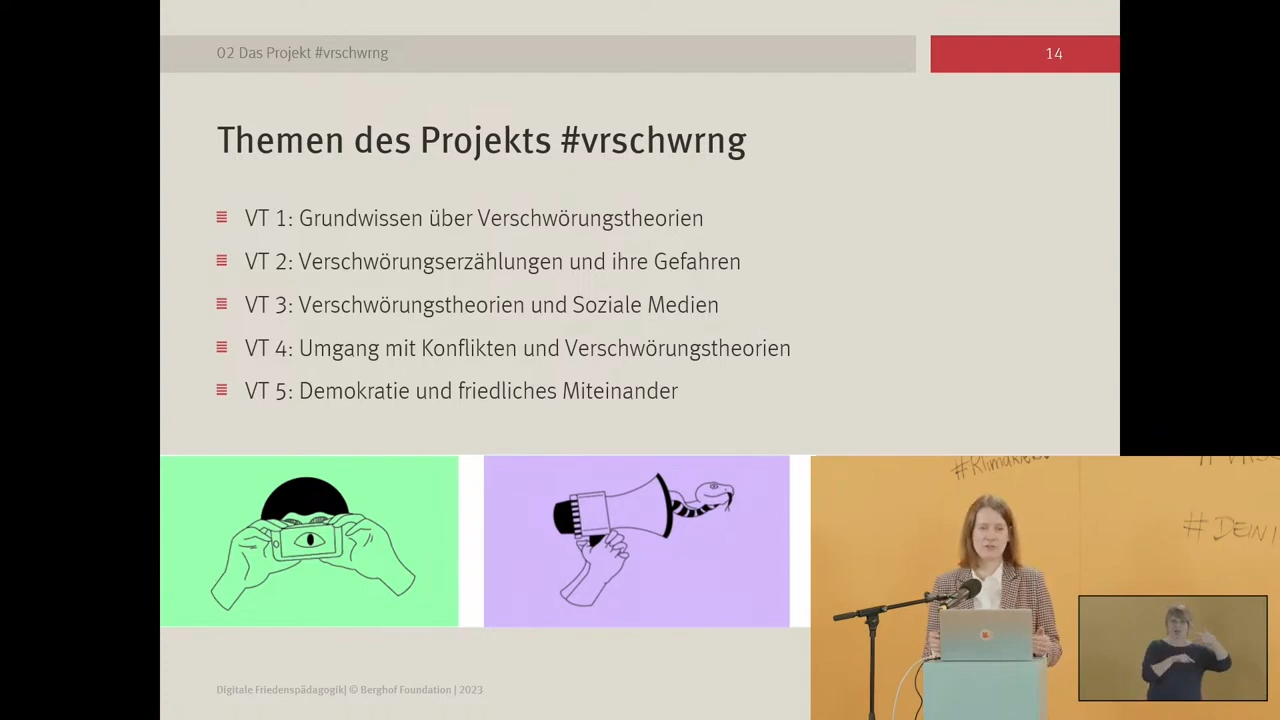 02 Das Projekt #vrschwrng
14
Themen des Projekts #vrschwrng
VT 1: Grundwissen über Verschwörungstheorien
VT 2: Verschwörungserzählungen und ihre Gefahren
VT 3: Verschwörungstheorien und Soziale Medien
VT 4: Umgang mit Konflikten und Verschwörungstheorien
VT 5: Demokratie und friedliches Miteinander
# DEIN
Digitale Friedenspädagogik| © Berghof Foundation | 2023